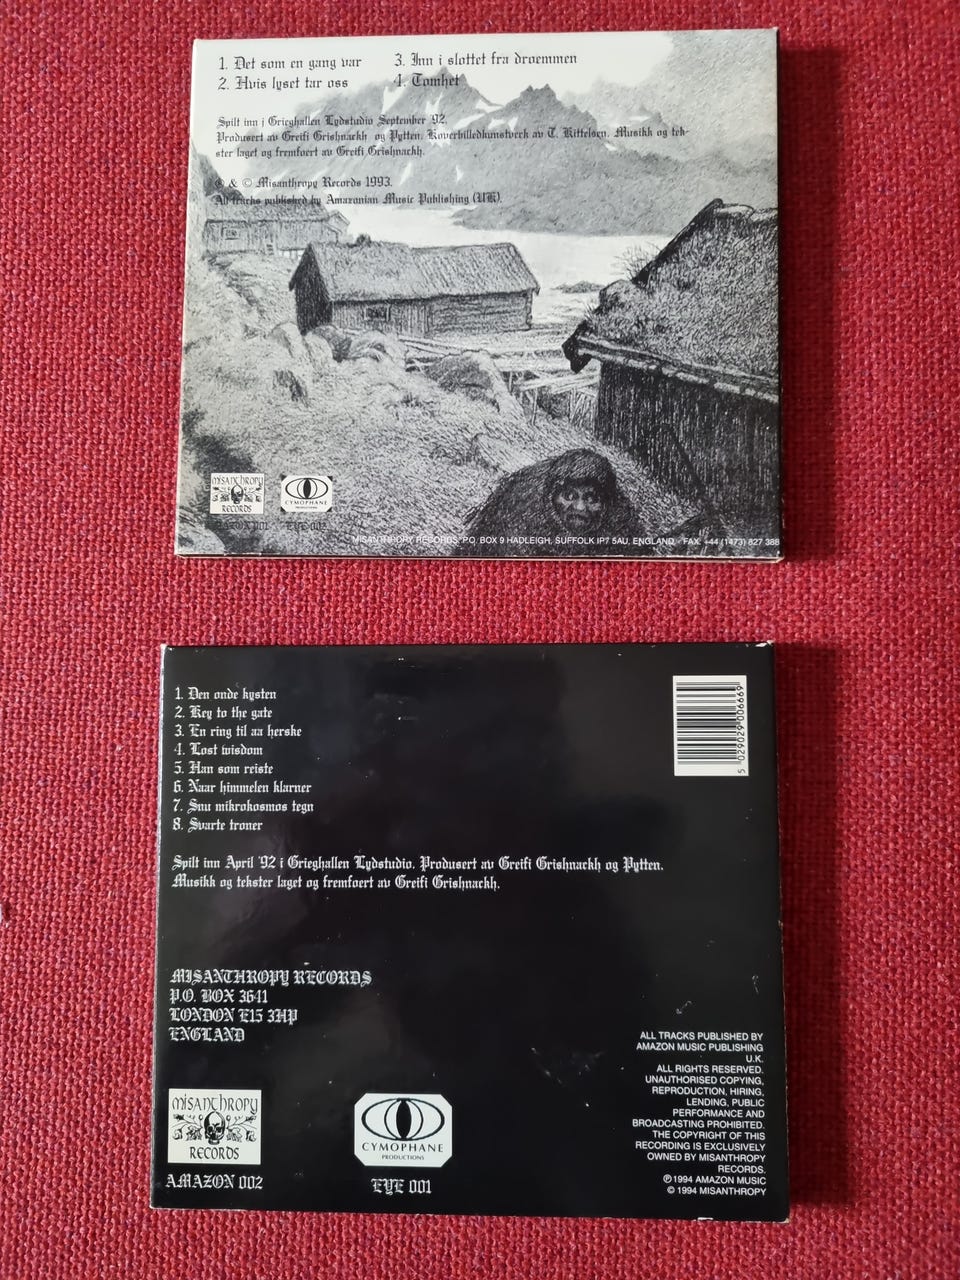 1. Det som en gang var
2. Hvis lyset tar oss
3. Inn i slottet fra droemmen
4. Tomhet
Spilt inn i Grieghallen Lydstudio September '92.
Produsert av Greifi Grishnackh og Pytten. Koverbilledkunstverk av T. Kittelsen. Musikk og tek-
ster laget og fremfoert av Greifi Grishnackh.
℗ & © Misanthropy Records 1993.
All tracks published by Amazonian Music Publishing (UK).
MISANTHROPY
RECORDS
CYMOPHANE
PRODUCTIONS
AMAZON 001
EYE 002
MISANTHROPY RECORDS, P.O. BOX 9 HADLEIGH, SUFFOLK IP7 5AU, ENGLAND - FAX: +44 (1473) 827 388
1. Den onde kysten
2. Key to the gate
3. En ring til aa herske
4. Lost wisdom
5. Han som reiste
6. Naar himmelen klarner
7. Snu mikrokosmos tegn
8. Svarte troner
5 029029 006669
Spilt inn April '92 i Grieghallen Lydstudio. Produsert av Greifi Grishnackh og Pytten.
Musikk og tekster laget og fremfoert av Greifi Grishnackh.
MISANTHROPY RECORDS
P.O. BOX 3641
LONDON E15 3HP
ENGLAND
MISANTHROPY
RECORDS
AMAZON 002
CYMOPHANE
PRODUCTIONS
EYE 001
ALL TRACKS PUBLISHED BY
AMAZON MUSIC PUBLISHING
U.K.
ALL RIGHTS RESERVED.
UNAUTHORISED COPYING,
REPRODUCTION, HIRING,
LENDING, PUBLIC
PERFORMANCE AND
BROADCASTING PROHIBITED.
THE COPYRIGHT OF THIS
RECORDING IS EXCLUSIVELY
OWNED BY MISANTHROPY
RECORDS.
℗ 1994 AMAZON MUSIC
© 1994 MISANTHROPY